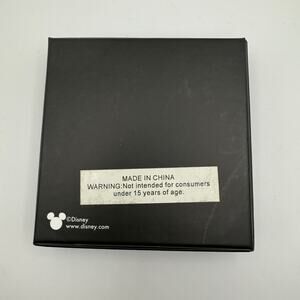 MADE IN CHINA
WARNING:Not intended for consumers
under 15 years of age.
©Disney
www.disney.com